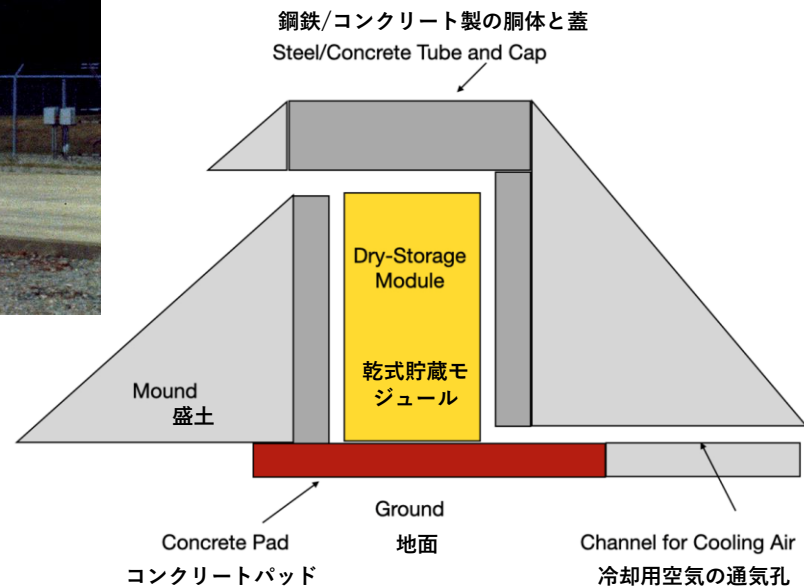 鋼鉄/コンクリート製の胴体と蓋
Steel/Concrete Tube and Cap
Dry-Storage
Module
乾式貯蔵モ
ジュール
Mound
盛土
Ground
地面
Concrete Pad
コンクリートパッド
Channel for Cooling Air
冷却用空気の通気孔